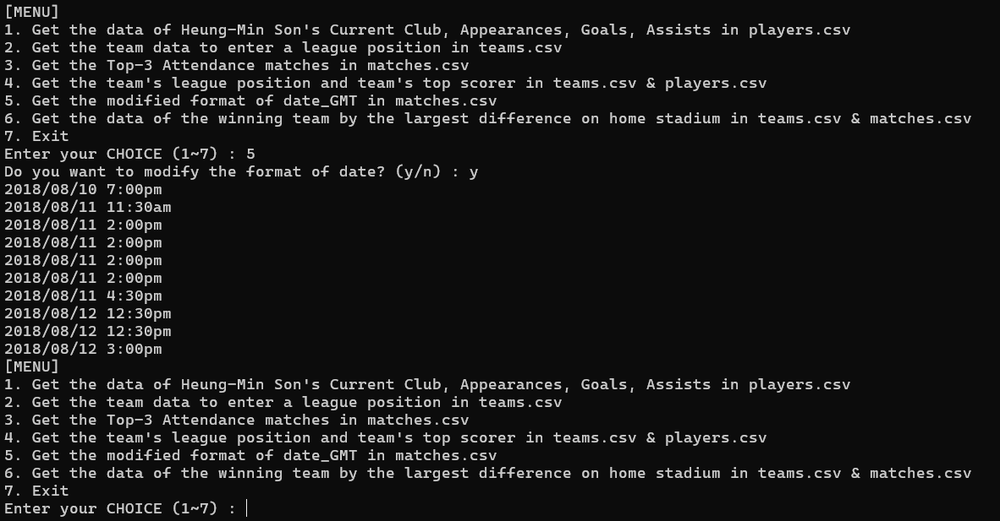 [MENU]
1. Get the data of Heung-Min Son's Current Club, Appearances, Goals, Assists in players.csv
2. Get the team data to enter a league position in teams.csv
3. Get the Top-3 Attendance matches in matches.csv
4. Get the team's league position and team's top scorer in teams.csv & players.csv
5. Get the modified format of date_GMT in matches.csv
6. Get the data of the winning team by the largest difference on home stadium in teams.csv & matches.csv
7. Exit
Enter your CHOICE (1~7) : 5
Do you want to modify the format of date? (y/n) : y
2018/08/10 7:00pm
2018/08/11 11:30am
2018/08/11 2:00pm
2018/08/11 2:00pm
2018/08/11 2:00pm
2018/08/11 2:00pm
2018/08/11 4:30pm
2018/08/12 12:30pm
2018/08/12 12:30pm
2018/08/12 3:00pm
[MENU]
1. Get the data of Heung-Min Son's Current Club, Appearances, Goals, Assists in players.csv
2. Get the team data to enter a league position in teams.csv
3. Get the Top-3 Attendance matches in matches.csv
4. Get the team's league position and team's top scorer in teams.csv & players.csv
5. Get the modified format of date_GMT in matches.csv
6. Get the data of the winning team by the largest difference on home stadium in teams.csv & matches.csv
7. Exit
Enter your CHOICE (1~7) :